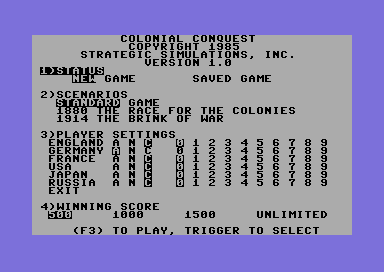 COLONIAL CONQUEST
COPYRIGHT 1985
STRATEGIC SIMULATIONS, INC.
VERSION 1.0
1)STATUS
NEW GAME SAVED GAME
2)SCENARIOS
STANDARD GAME
1880 THE RACE FOR THE COLONIES
1914 THE BRINK OF WAR
3)PLAYER SETTINGS
ENGLAND A N C 0 1 2 3 4 5 6 7 8 9
GERMANY A N C 0 1 2 3 4 5 6 7 8 9
FRANCE A N C 0 1 2 3 4 5 6 7 8 9
USA A N C 0 1 2 3 4 5 6 7 8 9
JAPAN A N C 0 1 2 3 4 5 6 7 8 9
RUSSIA A N C 0 1 2 3 4 5 6 7 8 9
EXIT
4)WINNING SCORE
500 1000 1500 UNLIMITED
(F3) TO PLAY, TRIGGER TO SELECT